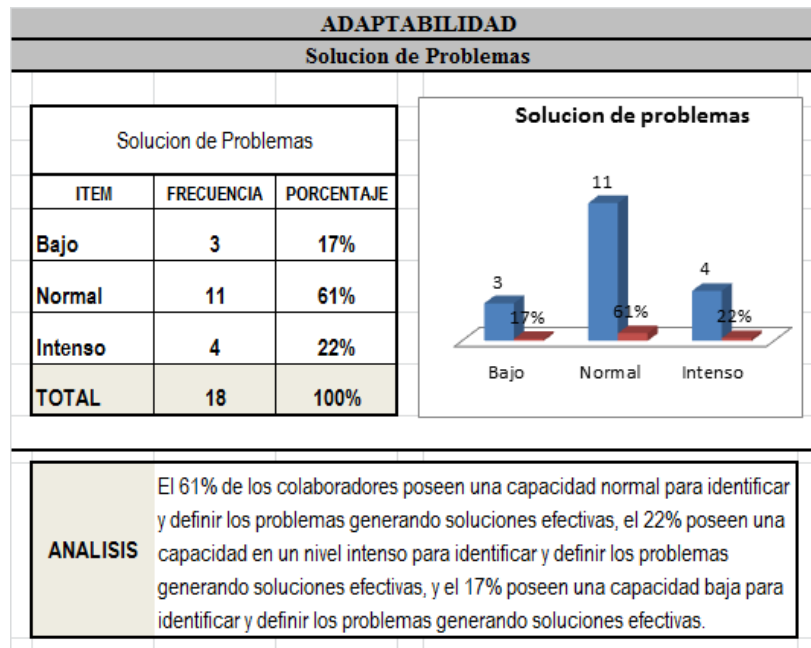 ADAPTABILIDAD
Solucion de Problemas
Solucion de Problemas
ITEM FRECUENCIA PORCENTAJE
Bajo 3 17%
Normal 11 61%
Intenso 4 22%
TOTAL 18 100%
Solucion de problemas
11
3
4
17%
61%
22%
Bajo Normal Intenso
ANALISIS
El 61% de los colaboradores poseen una capacidad normal para identificar
y definir los problemas generando soluciones efectivas, el 22% poseen una
capacidad en un nivel intenso para identificar y definir los problemas
generando soluciones efectivas, y el 17% poseen una capacidad baja para
identificar y definir los problemas generando soluciones efectivas.